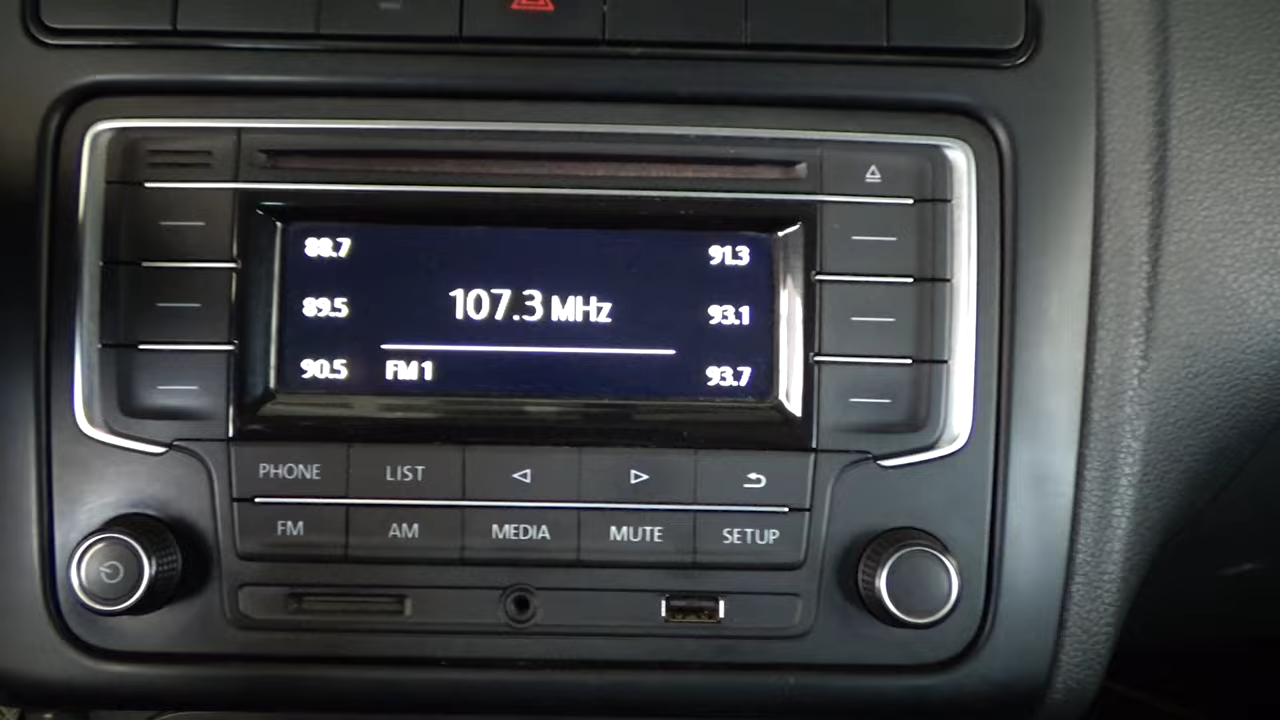 88.7
91.3
107.3 MHz
89.5
93.1
90.5
FM1
93.7
PHONE
LIST
FM
AM
MEDIA
MUTE
SETUP